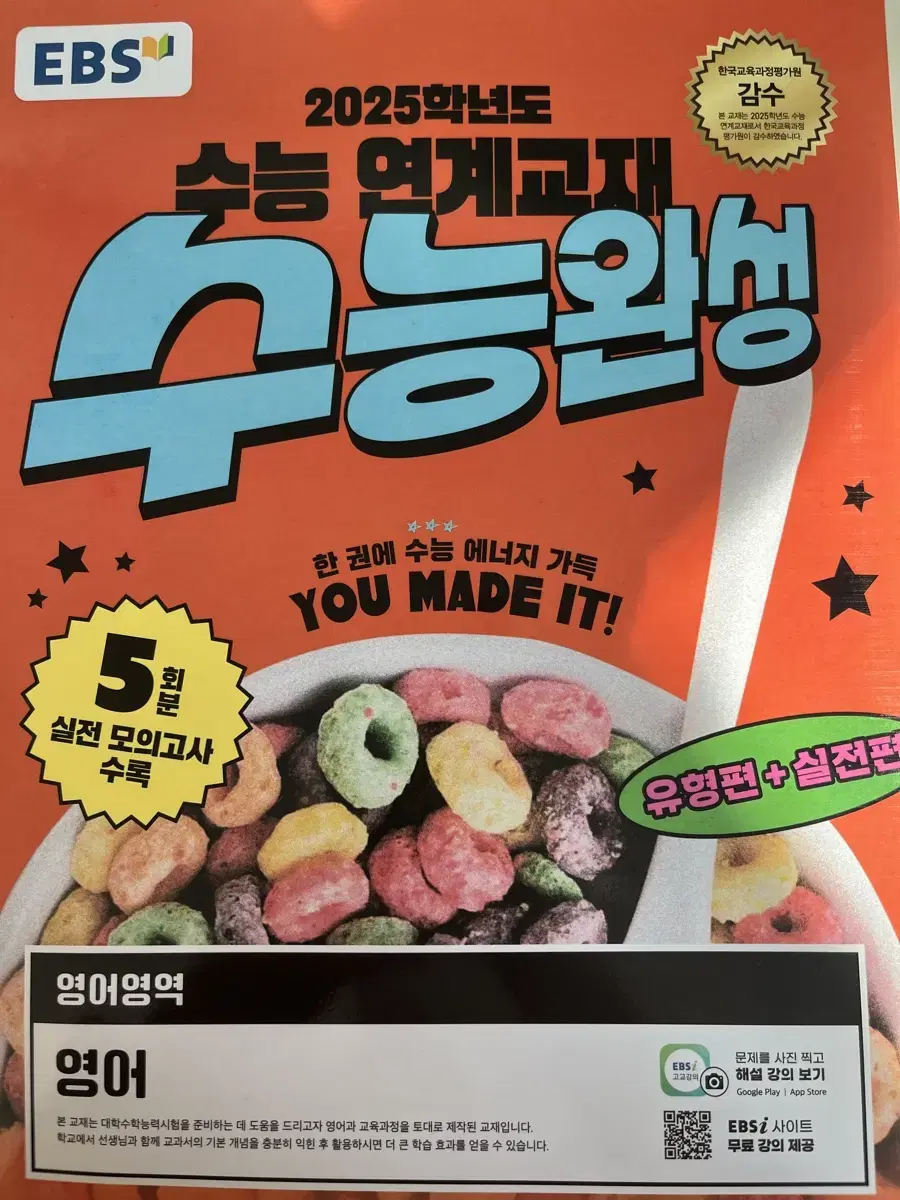 EBS
한국교육과정평가원
감수
본 교재는 2025학년도 수능
연계교재로서 한국교육과정
평가원이 감수하였습니다.
2025학년도
수능 연계교재
수능완성
한 권에 수능 에너지 가득
YOU MADE IT!
5회분
실전 모의고사
수록
유형편 + 실전편
영어영역
영어
본 교재는 대학수학능력시험을 준비하는 데 도움을 드리고자 영어과 교육과정을 토대로 제작된 교재입니다.
학교에서 선생님과 함께 교과서의 기본 개념을 충분히 익힌 후 활용하시면 더 큰 학습 효과를 얻을 수 있습니다.
EBSi
고교강의
문제를 사진 찍고
해설 강의 보기
Google Play | App Store
EBSi 사이트
무료 강의 제공